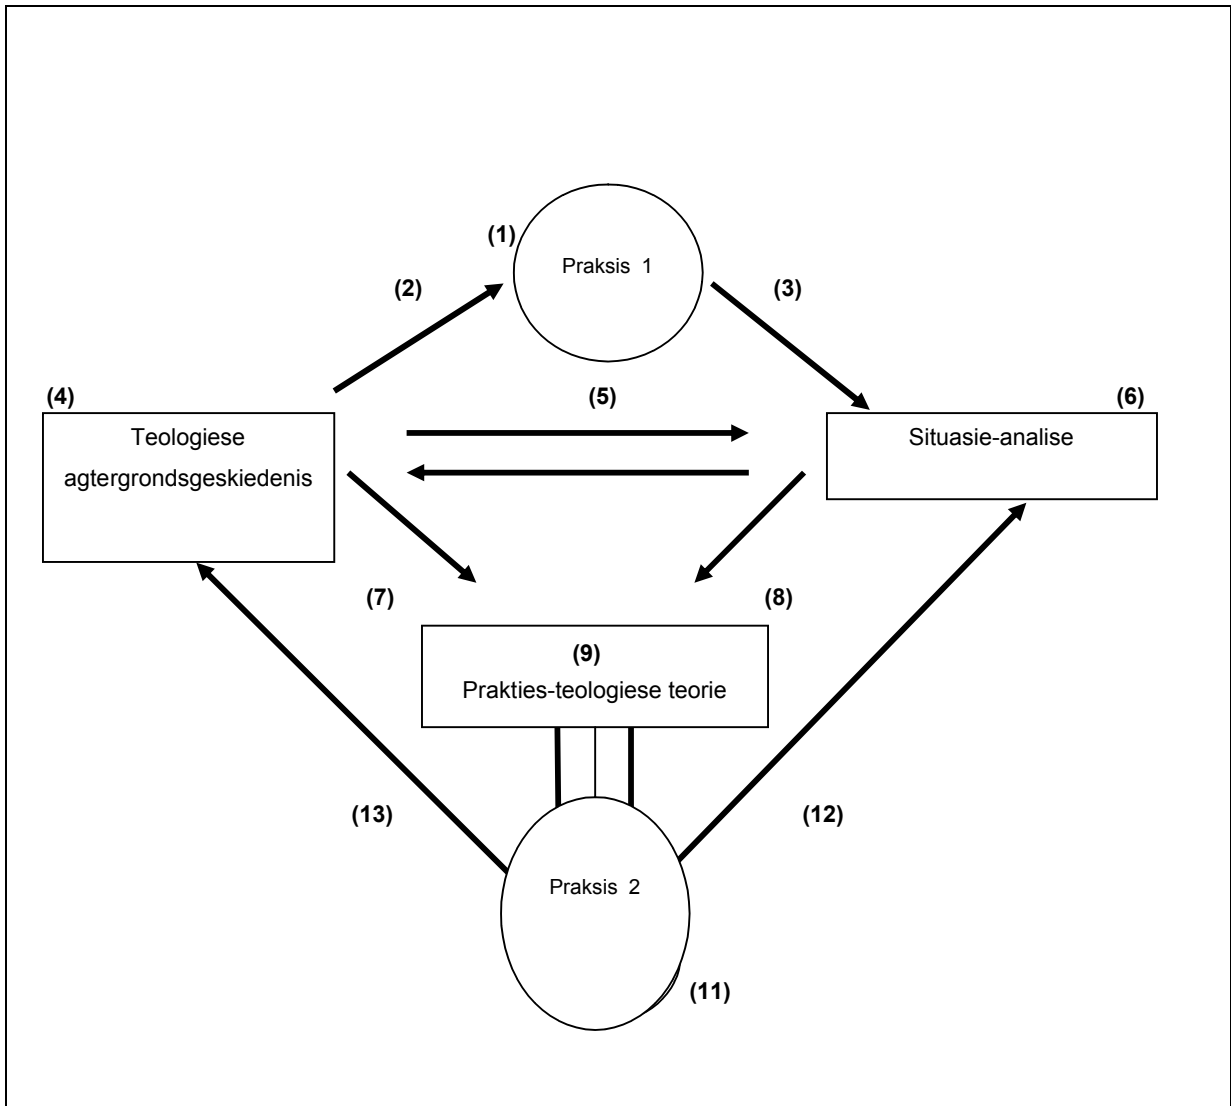 (1)
Praksis 1
(2)
(3)
(4)
(5)
(6)
Teologiese
agtergrondsgeskiedenis
Situasie-analise
(7)
(8)
(9)
Prakties-teologiese teorie
(13)
(12)
Praksis 2
(11)